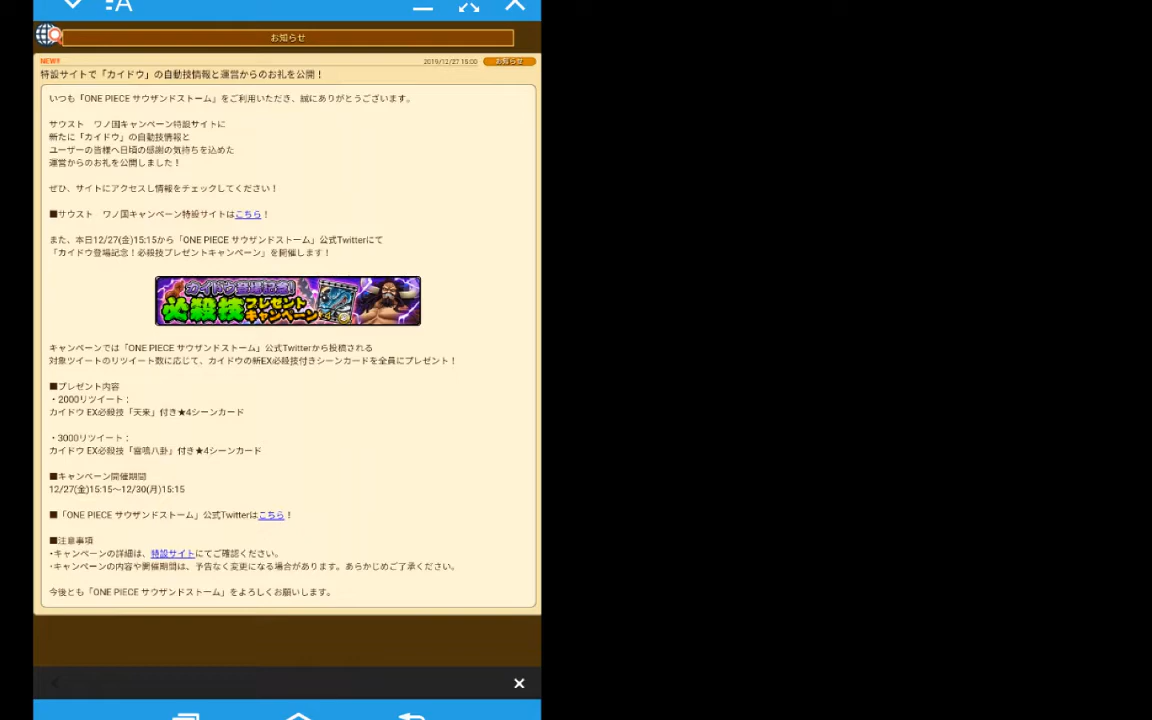 お知らせ
NEW!!
2019/12/27 15:00 お知らせ
特設サイトで「カイドウ」の自動技情報と運営からのお礼を公開！
いつも「ONE PIECE サウザンドストーム」をご利用いただき、誠にありがとうございます。
サウスト　ワノ国キャンペーン特設サイトに
新たに「カイドウ」の自動技情報と
ユーザーの皆様へ日頃の感謝の気持ちを込めた
運営からのお礼を公開しました！
ぜひ、サイトにアクセスし情報をチェックしてください！
■サウスト　ワノ国キャンペーン特設サイトはこちら！
また、本日12/27(金)15:15から「ONE PIECE サウザンドストーム」公式Twitterにて
「カイドウ登場記念！必殺技プレゼントキャンペーン」を開催します！
カイドウ登場記念！
必殺技プレゼント
キャンペーン
キャンペーンでは「ONE PIECE サウザンドストーム」公式Twitterから投稿される
対象ツイートのリツイート数に応じて、カイドウの新EX必殺技付きシーンカードを全員にプレゼント！
■プレゼント内容
・2000リツイート：
カイドウ EX必殺技「天来」付き★4シーンカード
・3000リツイート：
カイドウ EX必殺技「雷鳴八卦」付き★4シーンカード
■キャンペーン開催期間
12/27(金)15:15～12/30(月)15:15
■「ONE PIECE サウザンドストーム」公式Twitterはこちら！
■注意事項
・キャンペーンの詳細は、特設サイトにてご確認ください。
・キャンペーンの内容や開催期間は、予告なく変更になる場合があります。あらかじめご了承ください。
今後とも「ONE PIECE サウザンドストーム」をよろしくお願いします。